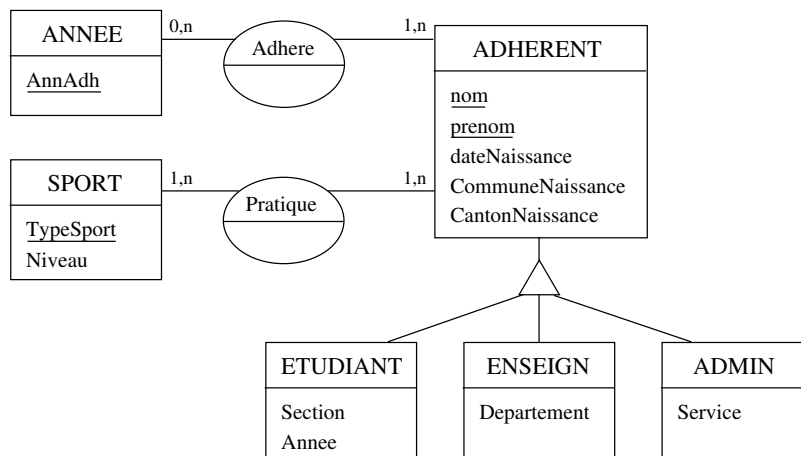 ANNEE
AnnAdh
0,n
Adhere
1,n
ADHERENT
nom
prenom
dateNaissance
CommuneNaissance
CantonNaissance
SPORT
TypeSport
Niveau
1,n
Pratique
1,n
ETUDIANT
Section
Annee
ENSEIGN
Departement
ADMIN
Service